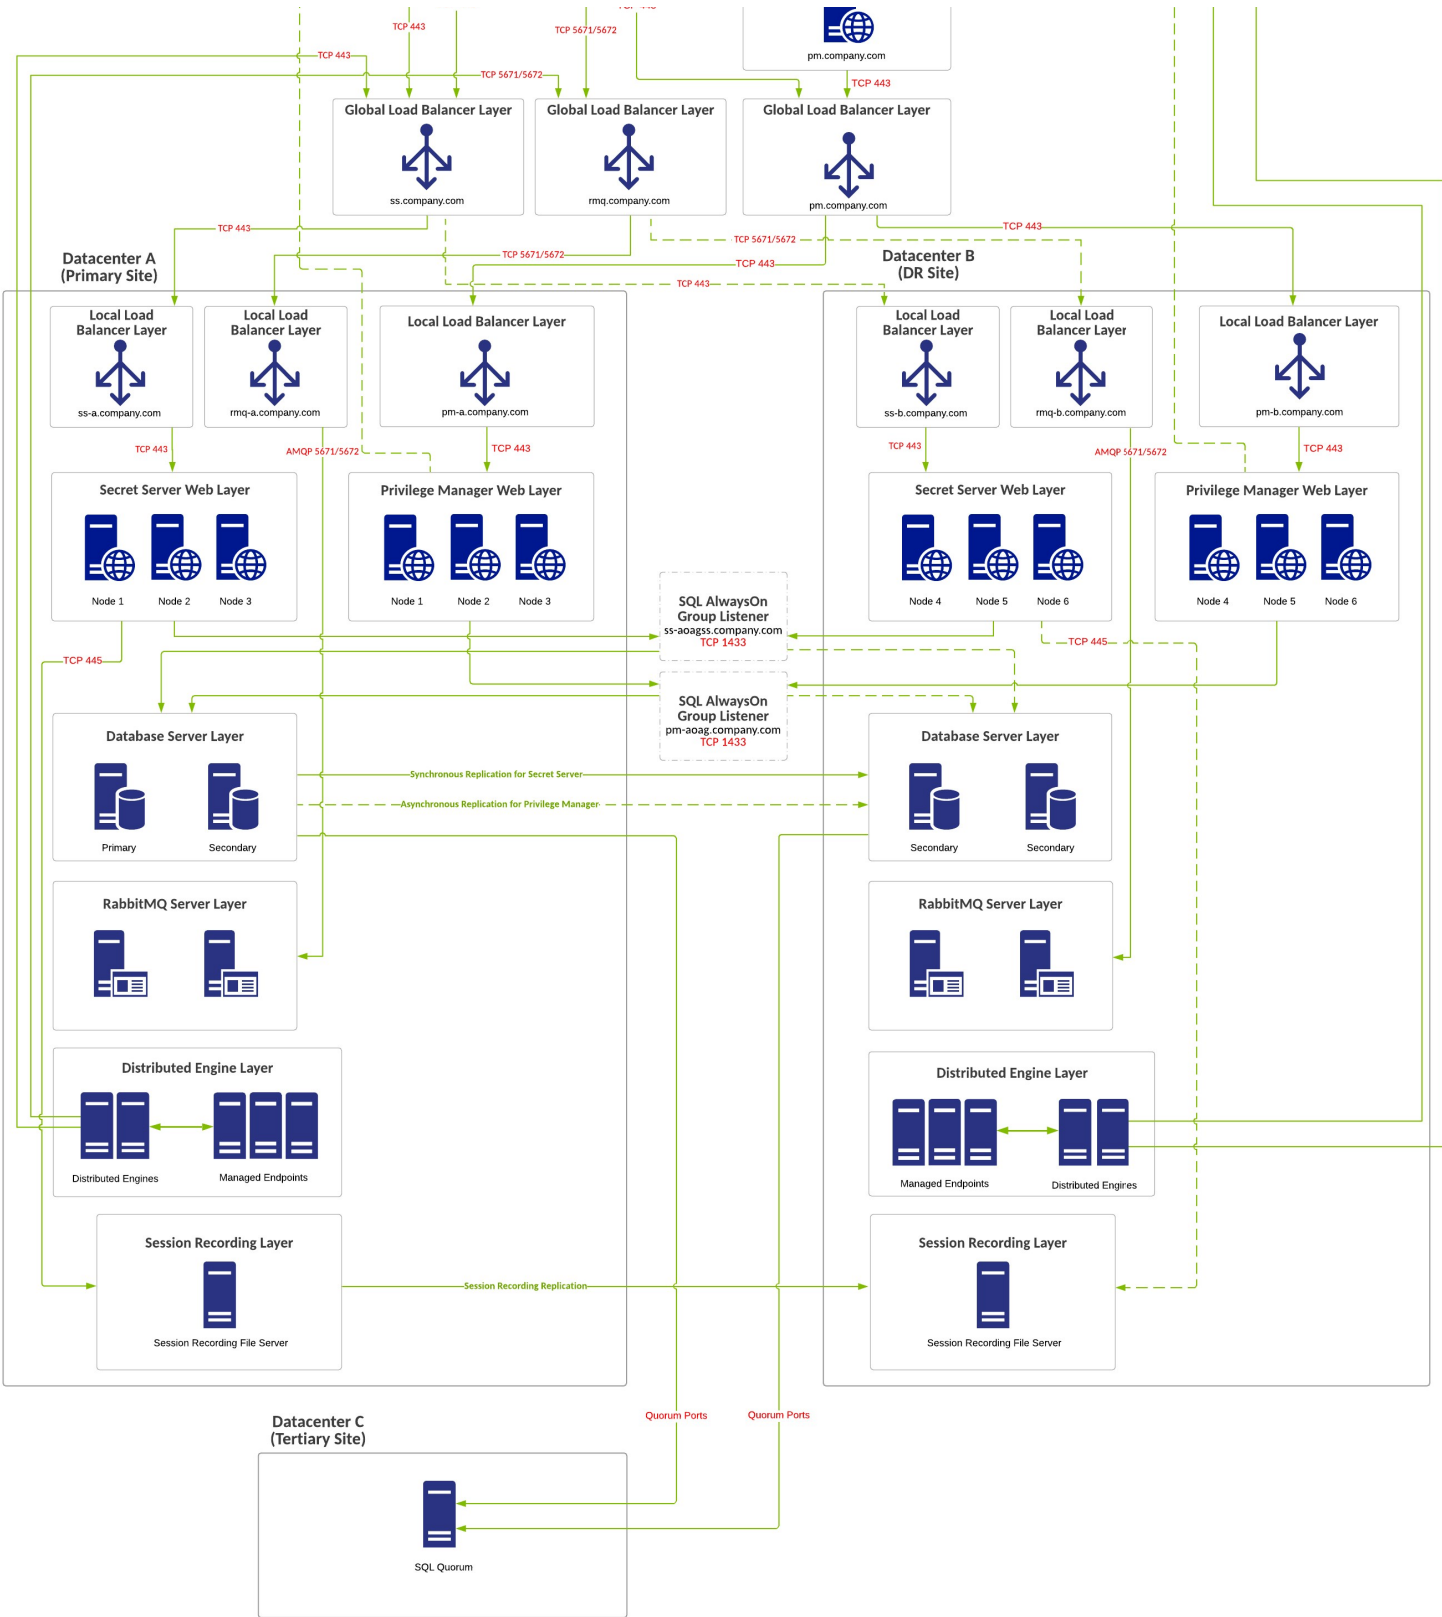 TCP 443
TCP 5671/5672
pm.company.com
TCP 443
TCP 5671/5672
TCP 443
Global Load Balancer Layer
ss.company.com
Global Load Balancer Layer
rmq.company.com
Global Load Balancer Layer
pm.company.com
TCP 443
TCP 5671/5672
TCP 443
TCP 5671/5672
TCP 443
TCP 443
Datacenter A
(Primary Site)
Local Load
Balancer Layer
ss-a.company.com
Local Load
Balancer Layer
rmq-a.company.com
Local Load Balancer Layer
pm-a.company.com
TCP 443
AMQP 5671/5672
TCP 443
Secret Server Web Layer
Node 1
Node 2
Node 3
Privilege Manager Web Layer
Node 1
Node 2
Node 3
TCP 445
Datacenter B
(DR Site)
Local Load
Balancer Layer
ss-b.company.com
Local Load
Balancer Layer
rmq-b.company.com
Local Load Balancer Layer
pm-b.company.com
TCP 443
AMQP 5671/5672
TCP 443
Secret Server Web Layer
Node 4
Node 5
Node 6
Privilege Manager Web Layer
Node 4
Node 5
Node 6
TCP 445
SQL AlwaysOn
Group Listener
ss-aoagss.company.com
TCP 1433
SQL AlwaysOn
Group Listener
pm-aoag.company.com
TCP 1433
Database Server Layer
Primary
Secondary
Synchronous Replication for Secret Server
Asynchronous Replication for Privilege Manager
Database Server Layer
Secondary
Secondary
RabbitMQ Server Layer
RabbitMQ Server Layer
Distributed Engine Layer
Distributed Engines
Managed Endpoints
Distributed Engine Layer
Managed Endpoints
Distributed Engines
Session Recording Layer
Session Recording File Server
Session Recording Replication
Session Recording Layer
Session Recording File Server
Quorum Ports
Quorum Ports
Datacenter C
(Tertiary Site)
SQL Quorum